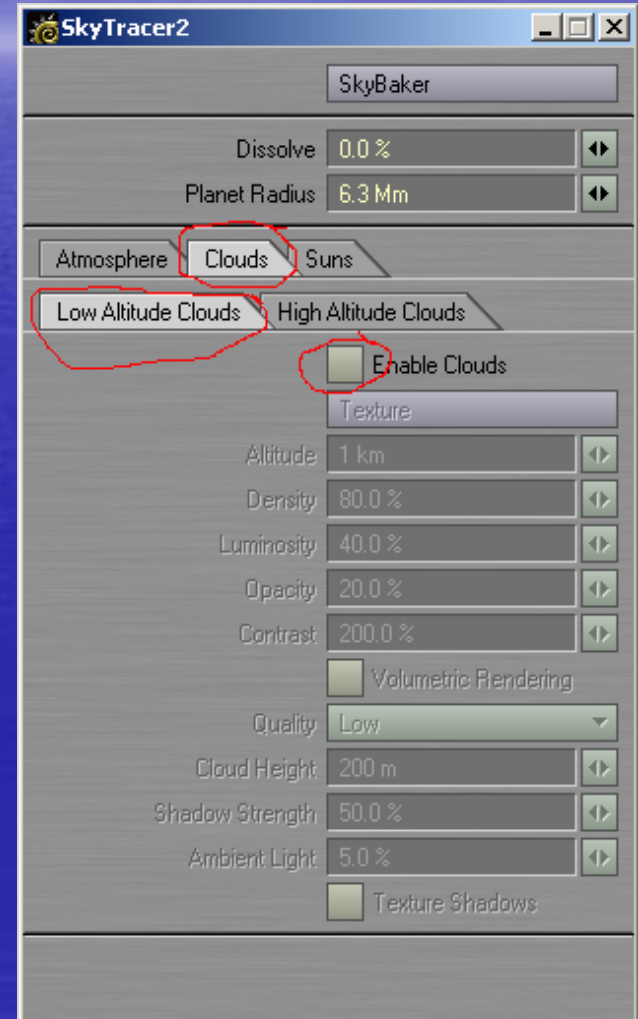 SkyTracer2
SkyBaker
Dissolve 0.0 %
Planet Radius 6.3 Mm
Atmosphere Clouds Suns
Low Altitude Clouds High Altitude Clouds
Enable Clouds
Texture
Altitude 1 km
Density 80.0 %
Luminosity 40.0 %
Opacity 20.0 %
Contrast 200.0 %
Volumetric Rendering
Quality Low
Cloud Height 200 m
Shadow Strength 50.0 %
Ambient Light 5.0 %
Texture Shadows